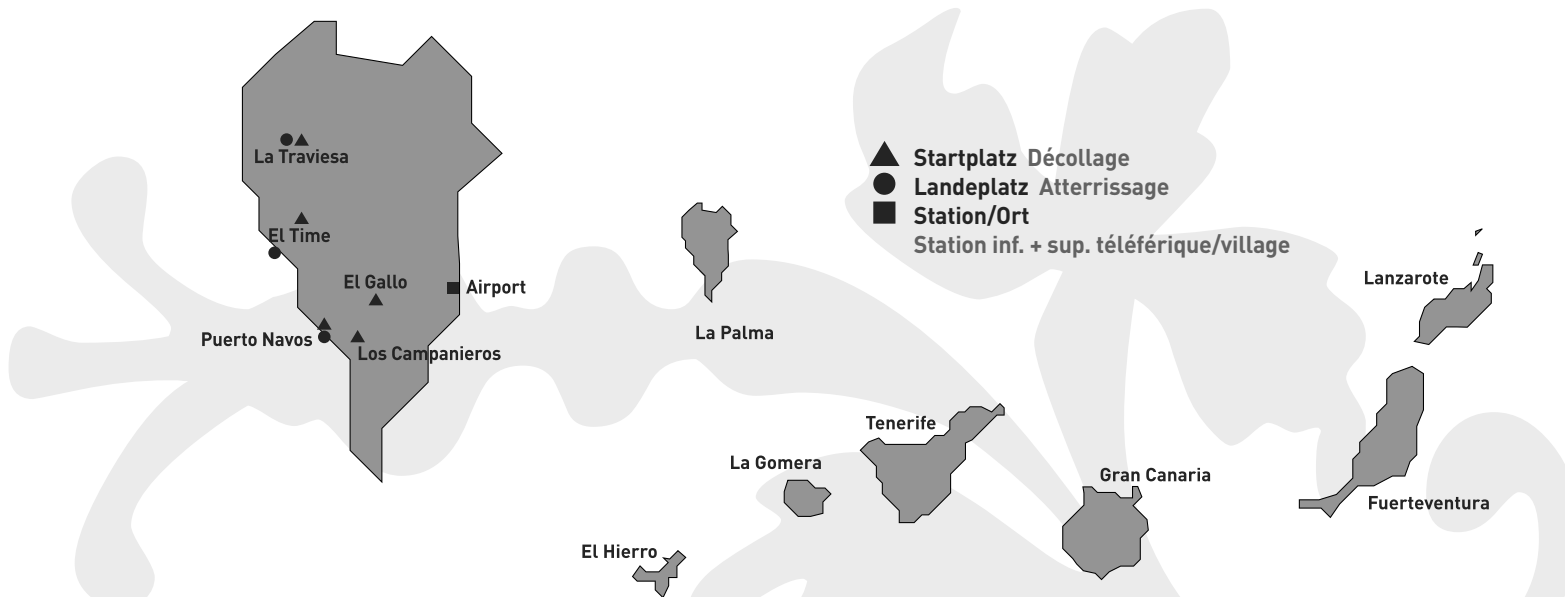 La Traviesa
El Time
El Gallo
Airport
Puerto Navos
Los Campanieros
La Palma
Startplatz Décollage
Landeplatz Atterrissage
Station/Ort
Station inf. + sup. téléférique/village
Lanzarote
Tenerife
La Gomera
Gran Canaria
Fuerteventura
El Hierro